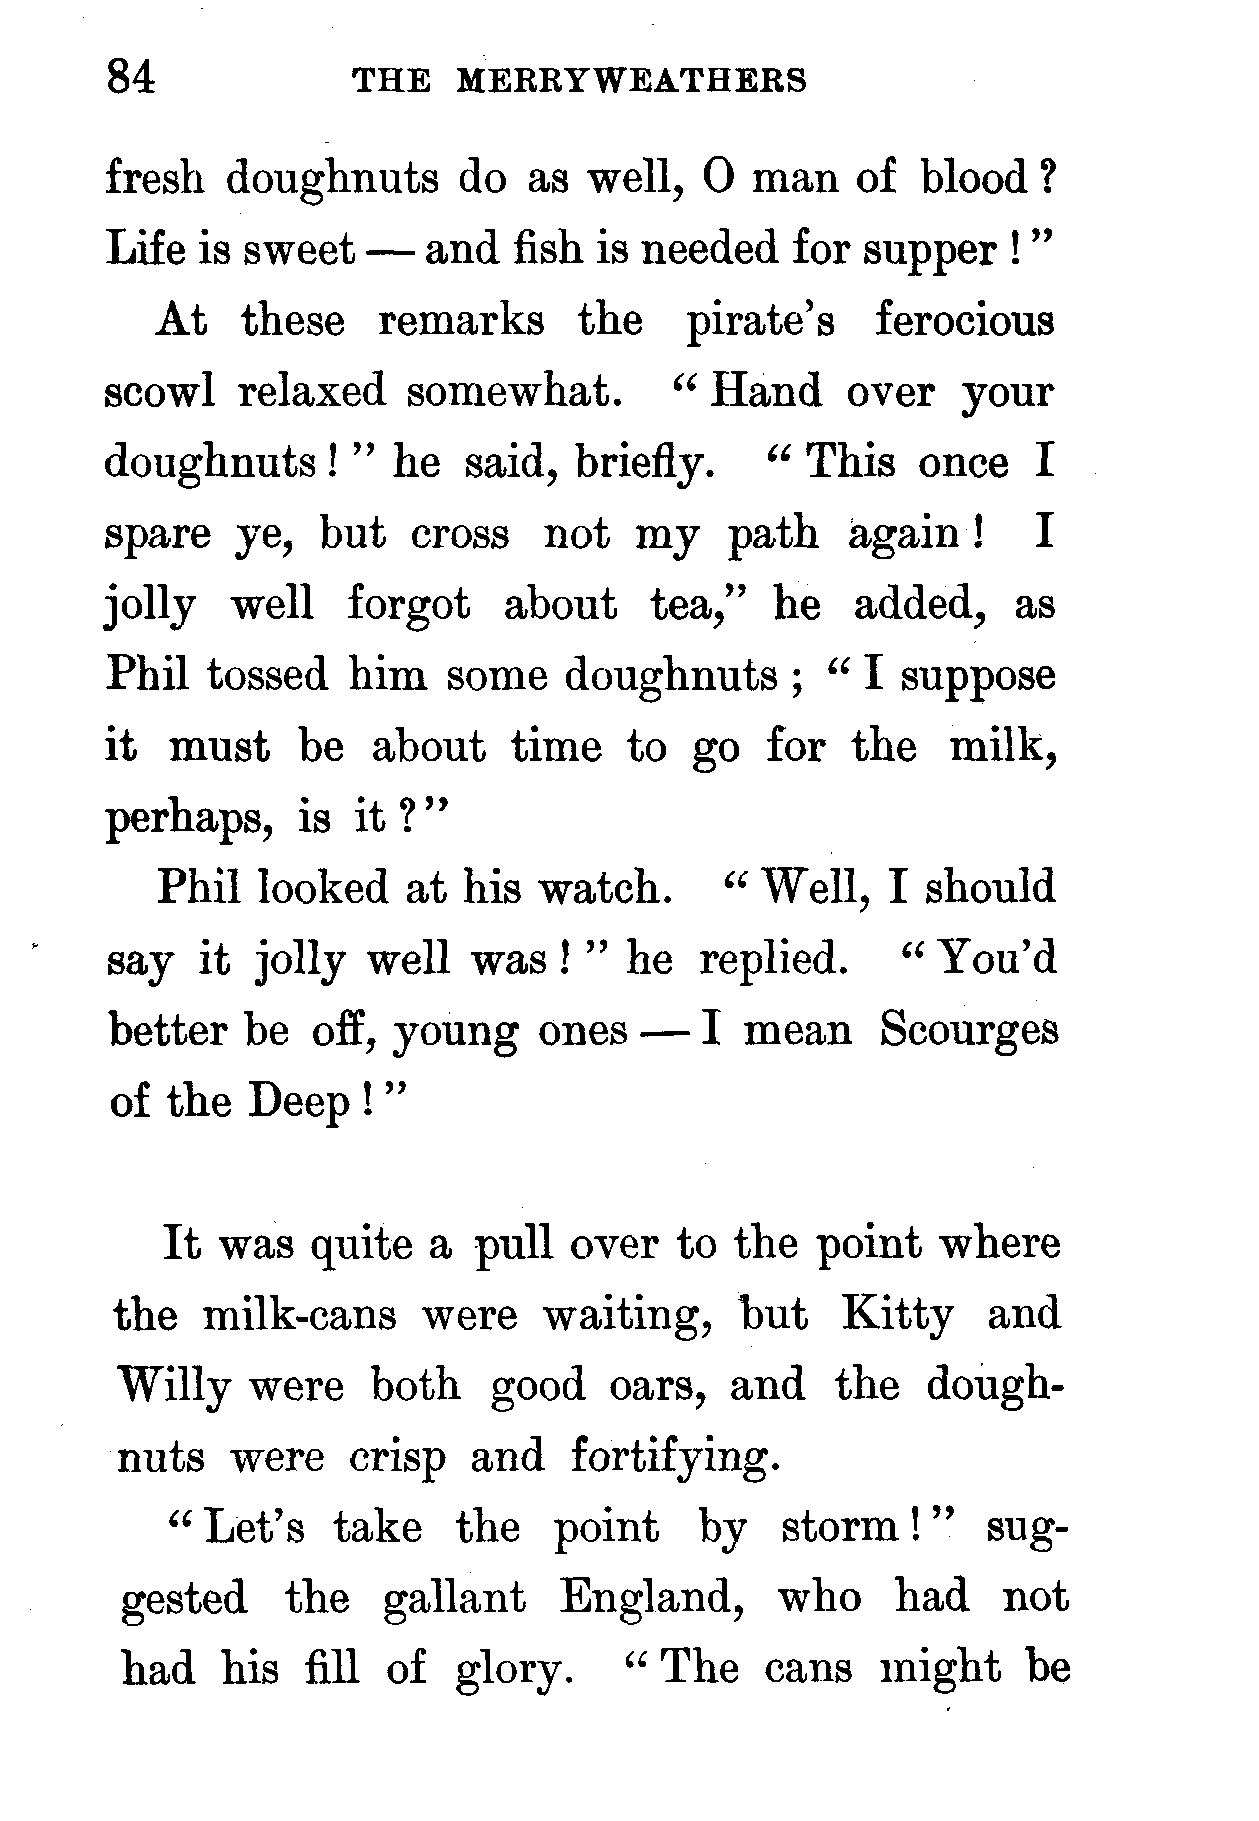 84 THE MERRYWEATHERS
fresh doughnuts do as well, O man of blood?
Life is sweet — and fish is needed for supper!"
At these remarks the pirate's ferocious
scowl relaxed somewhat. "Hand over your
doughnuts!" he said, briefly. "This once I
spare ye, but cross not my path again! I
jolly well forgot about tea," he added, as
Phil tossed him some doughnuts; "I suppose
it must be about time to go for the milk,
perhaps, is it?"
Phil looked at his watch. "Well, I should
say it jolly well was!" he replied. "You'd
better be off, young ones — I mean Scourges
of the Deep!"
It was quite a pull over to the point where
the milk-cans were waiting, but Kitty and
Willy were both good oars, and the dough-
nuts were crisp and fortifying.
"Let's take the point by storm!" sug-
gested the gallant England, who had not
had his fill of glory. "The cans might be